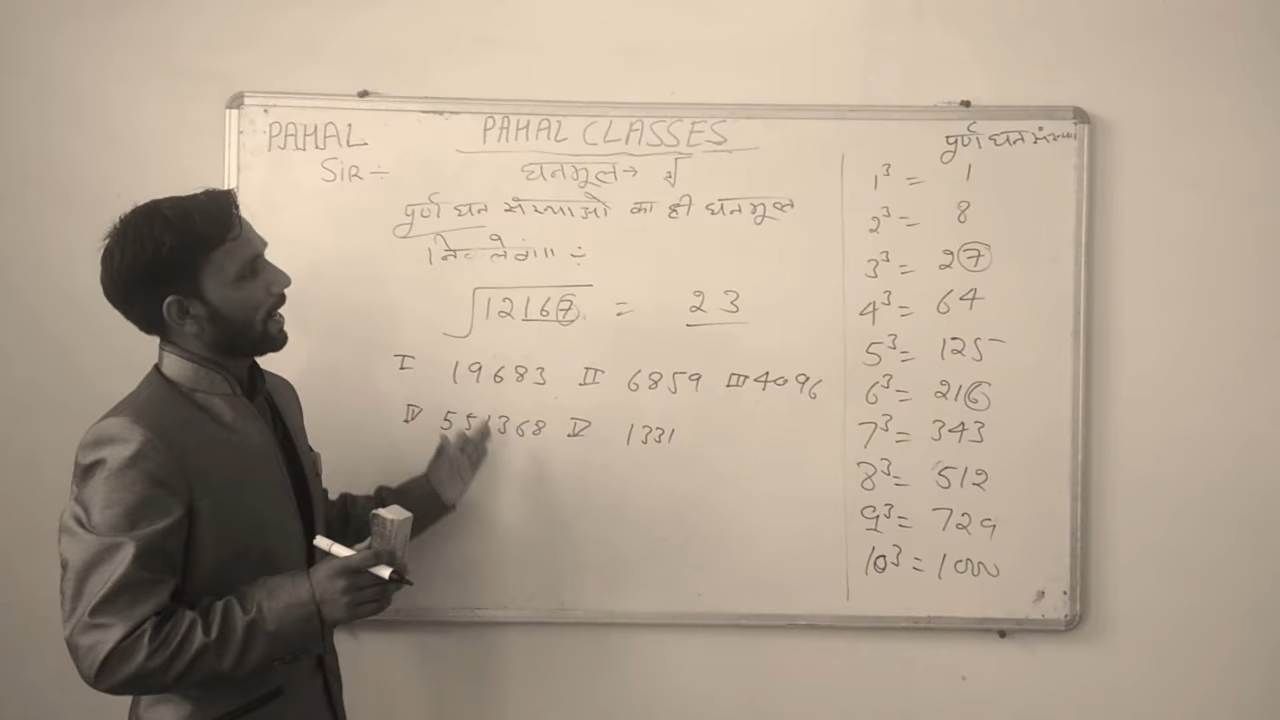 PAHAL
PAHAL CLASSES
SIR ÷
घनमूल → ∛
पुर्ण घन संख्याओ का ही घनमूल
निकलेगा ÷
√12167 = 23
I 19683 II 6859 III 4096
IV 551368 V 1331
पुर्ण घन संख्या
1³ = 1
2³ = 8
3³ = 27
4³ = 64
5³ = 125
6³ = 216
7³ = 343
8³ = 512
9³ = 729
10³ = 1000